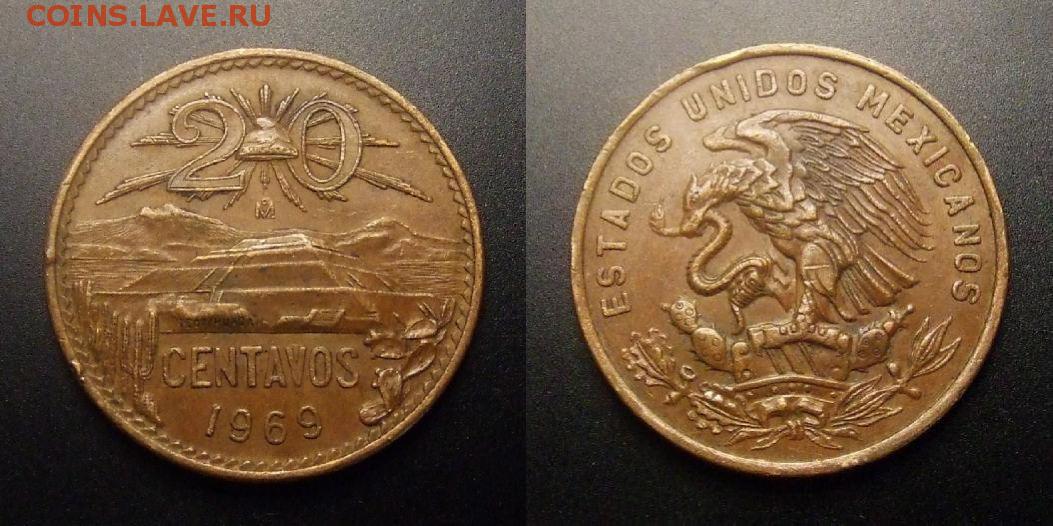 COINS.LAVE.RU
20
M
CENTAVOS
1969
ESTADOS UNIDOS MEXICANOS